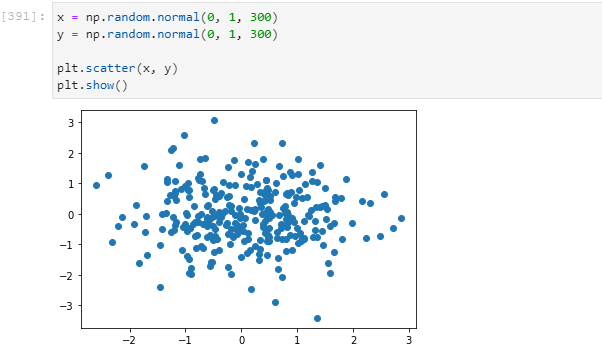 [391]:
x = np.random.normal(0, 1, 300)
y = np.random.normal(0, 1, 300)
plt.scatter(x, y)
plt.show()
3
2
1
0
−1
−2
−3
−2 −1 0 1 2 3